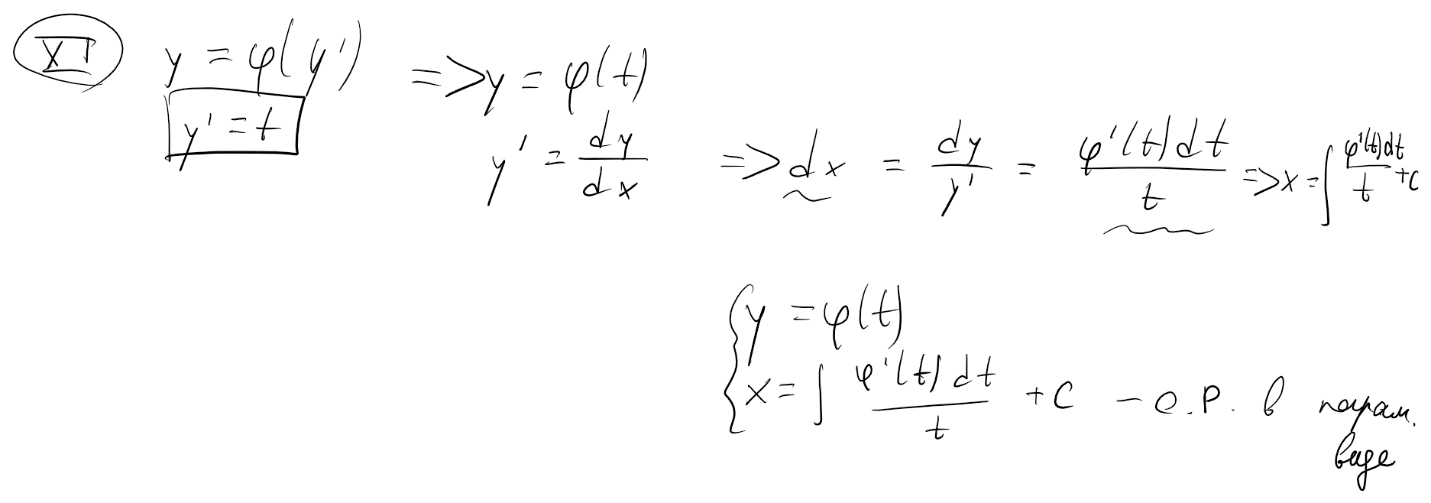 XI y = φ(y') => y = φ(t)
y' = t y' = dy/dx => dx = dy/y' = φ'(t)dt/t => x = ∫ φ'(t)dt/t + c
{ y = φ(t)
x = ∫ φ'(t)dt/t + C – о.р. в парам.
виде